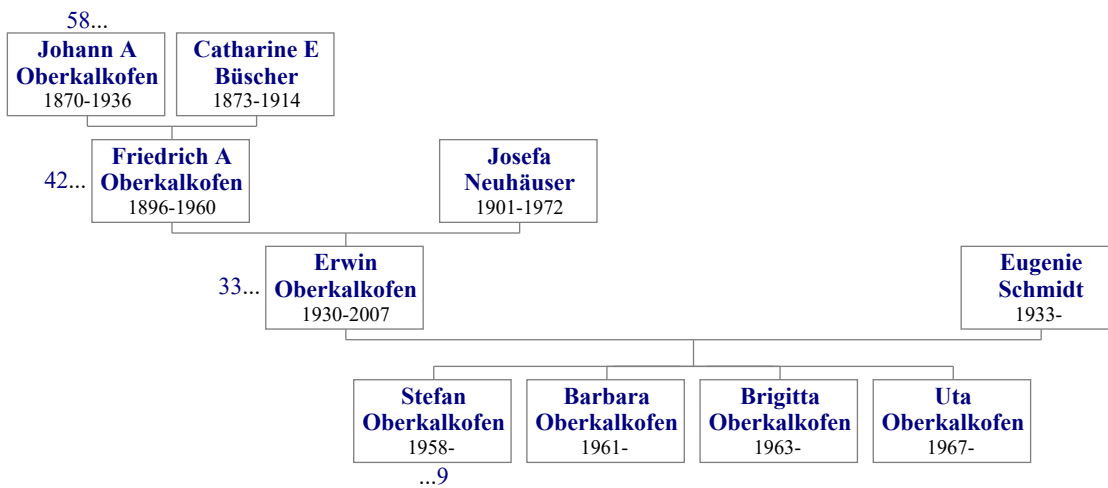 58...
Johann A
Oberkalkofen
1870-1936
Catharine E
Büscher
1873-1914
42...
Friedrich A
Oberkalkofen
1896-1960
Josefa
Neuhäuser
1901-1972
33...
Erwin
Oberkalkofen
1930-2007
Eugenie
Schmidt
1933-
Stefan
Oberkalkofen
1958-
Barbara
Oberkalkofen
1961-
Brigitta
Oberkalkofen
1963-
Uta
Oberkalkofen
1967-
...9